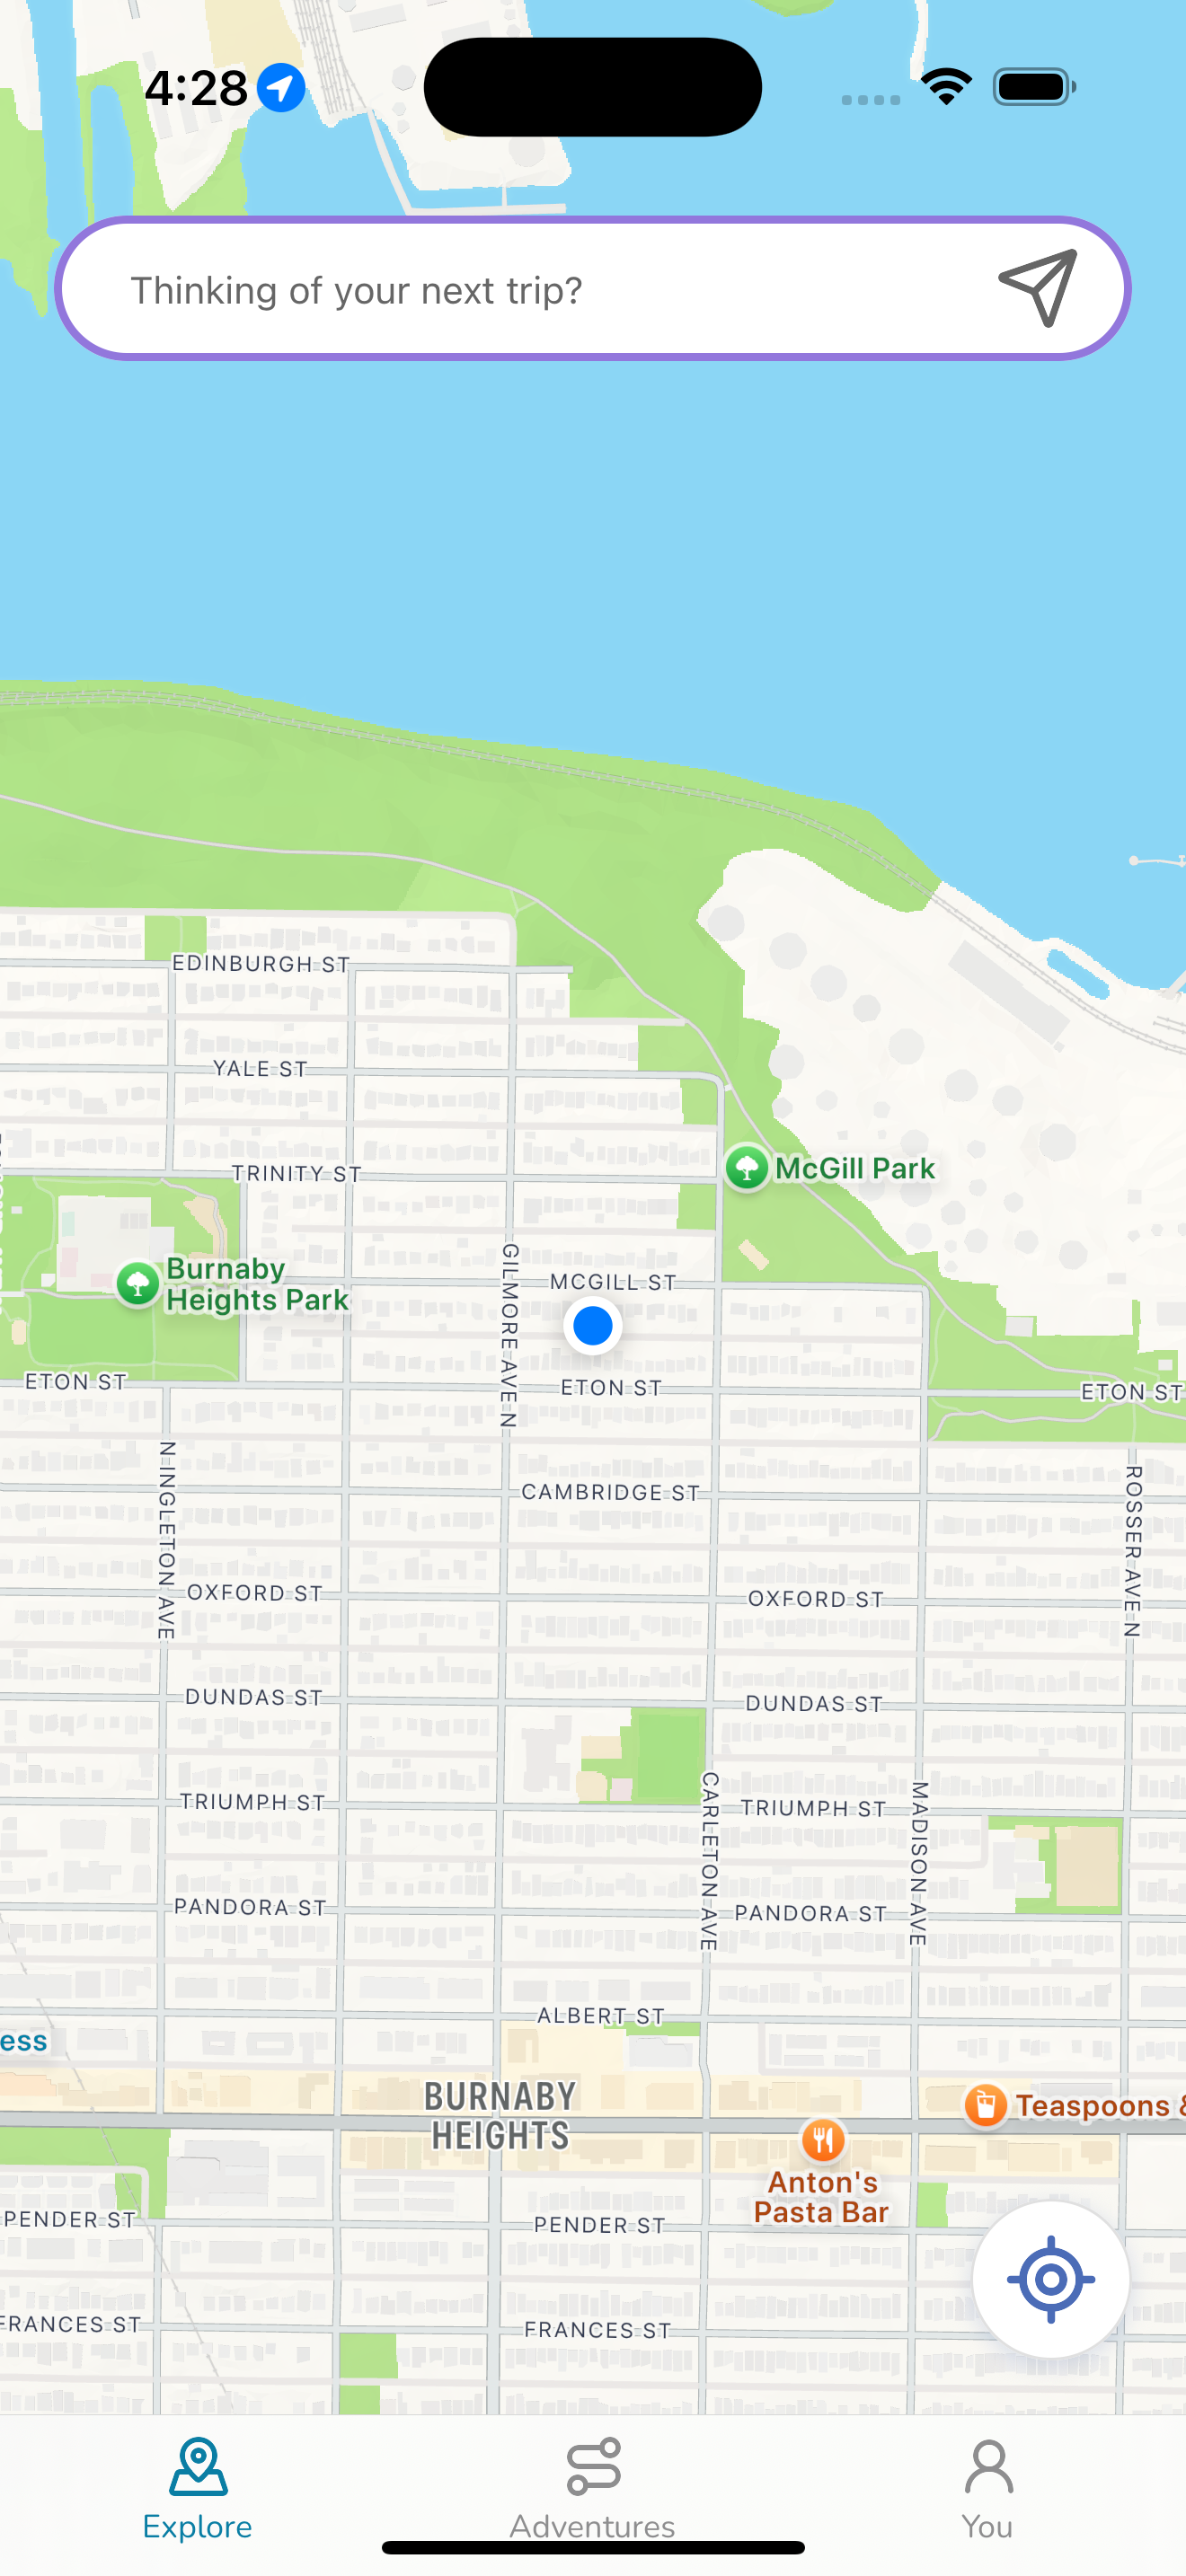 4:28
Thinking of your next trip?
EDINBURGH ST
YALE ST
TRINITY ST
McGill Park
Burnaby
Heights Park
GILMORE AVE N
MCGILL ST
ETON ST
ETON ST
ETON ST
N INGLETON AVE
CAMBRIDGE ST
ROSSER AVE N
OXFORD ST
OXFORD ST
DUNDAS ST
DUNDAS ST
TRIUMPH ST
CARLETON AVE
TRIUMPH ST
MADISON AVE
PANDORA ST
PANDORA ST
ALBERT ST
ess
BURNABY
HEIGHTS
Teaspoons &
Anton's
Pasta Bar
PENDER ST
PENDER ST
FRANCES ST
FRANCES ST
Explore
Adventures
You